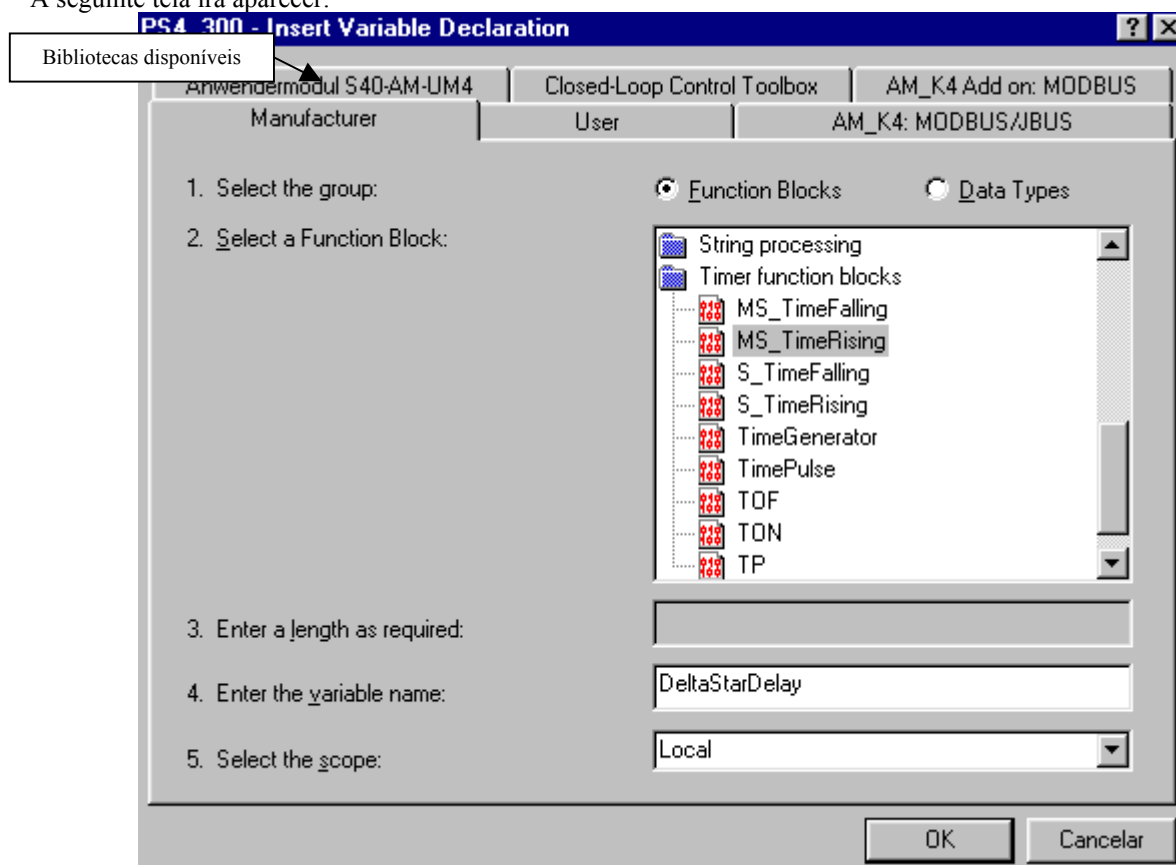 A seguinte tela irá aparecer:
PS4_300 - Insert Variable Declaration
Bibliotecas disponíveis
Anwendermodul S40-AM-UM4
Closed-Loop Control Toolbox
AM_K4 Add on: MODBUS
Manufacturer
User
AM_K4: MODBUS/JBUS
1. Select the group:
Function Blocks
Data Types
2. Select a Function Block:
String processing
Timer function blocks
MS_TimeFalling
MS_TimeRising
S_TimeFalling
S_TimeRising
TimeGenerator
TimePulse
TOF
TON
TP
3. Enter a length as required:
4. Enter the variable name:
DeltaStarDelay
5. Select the scope:
Local
OK
Cancelar